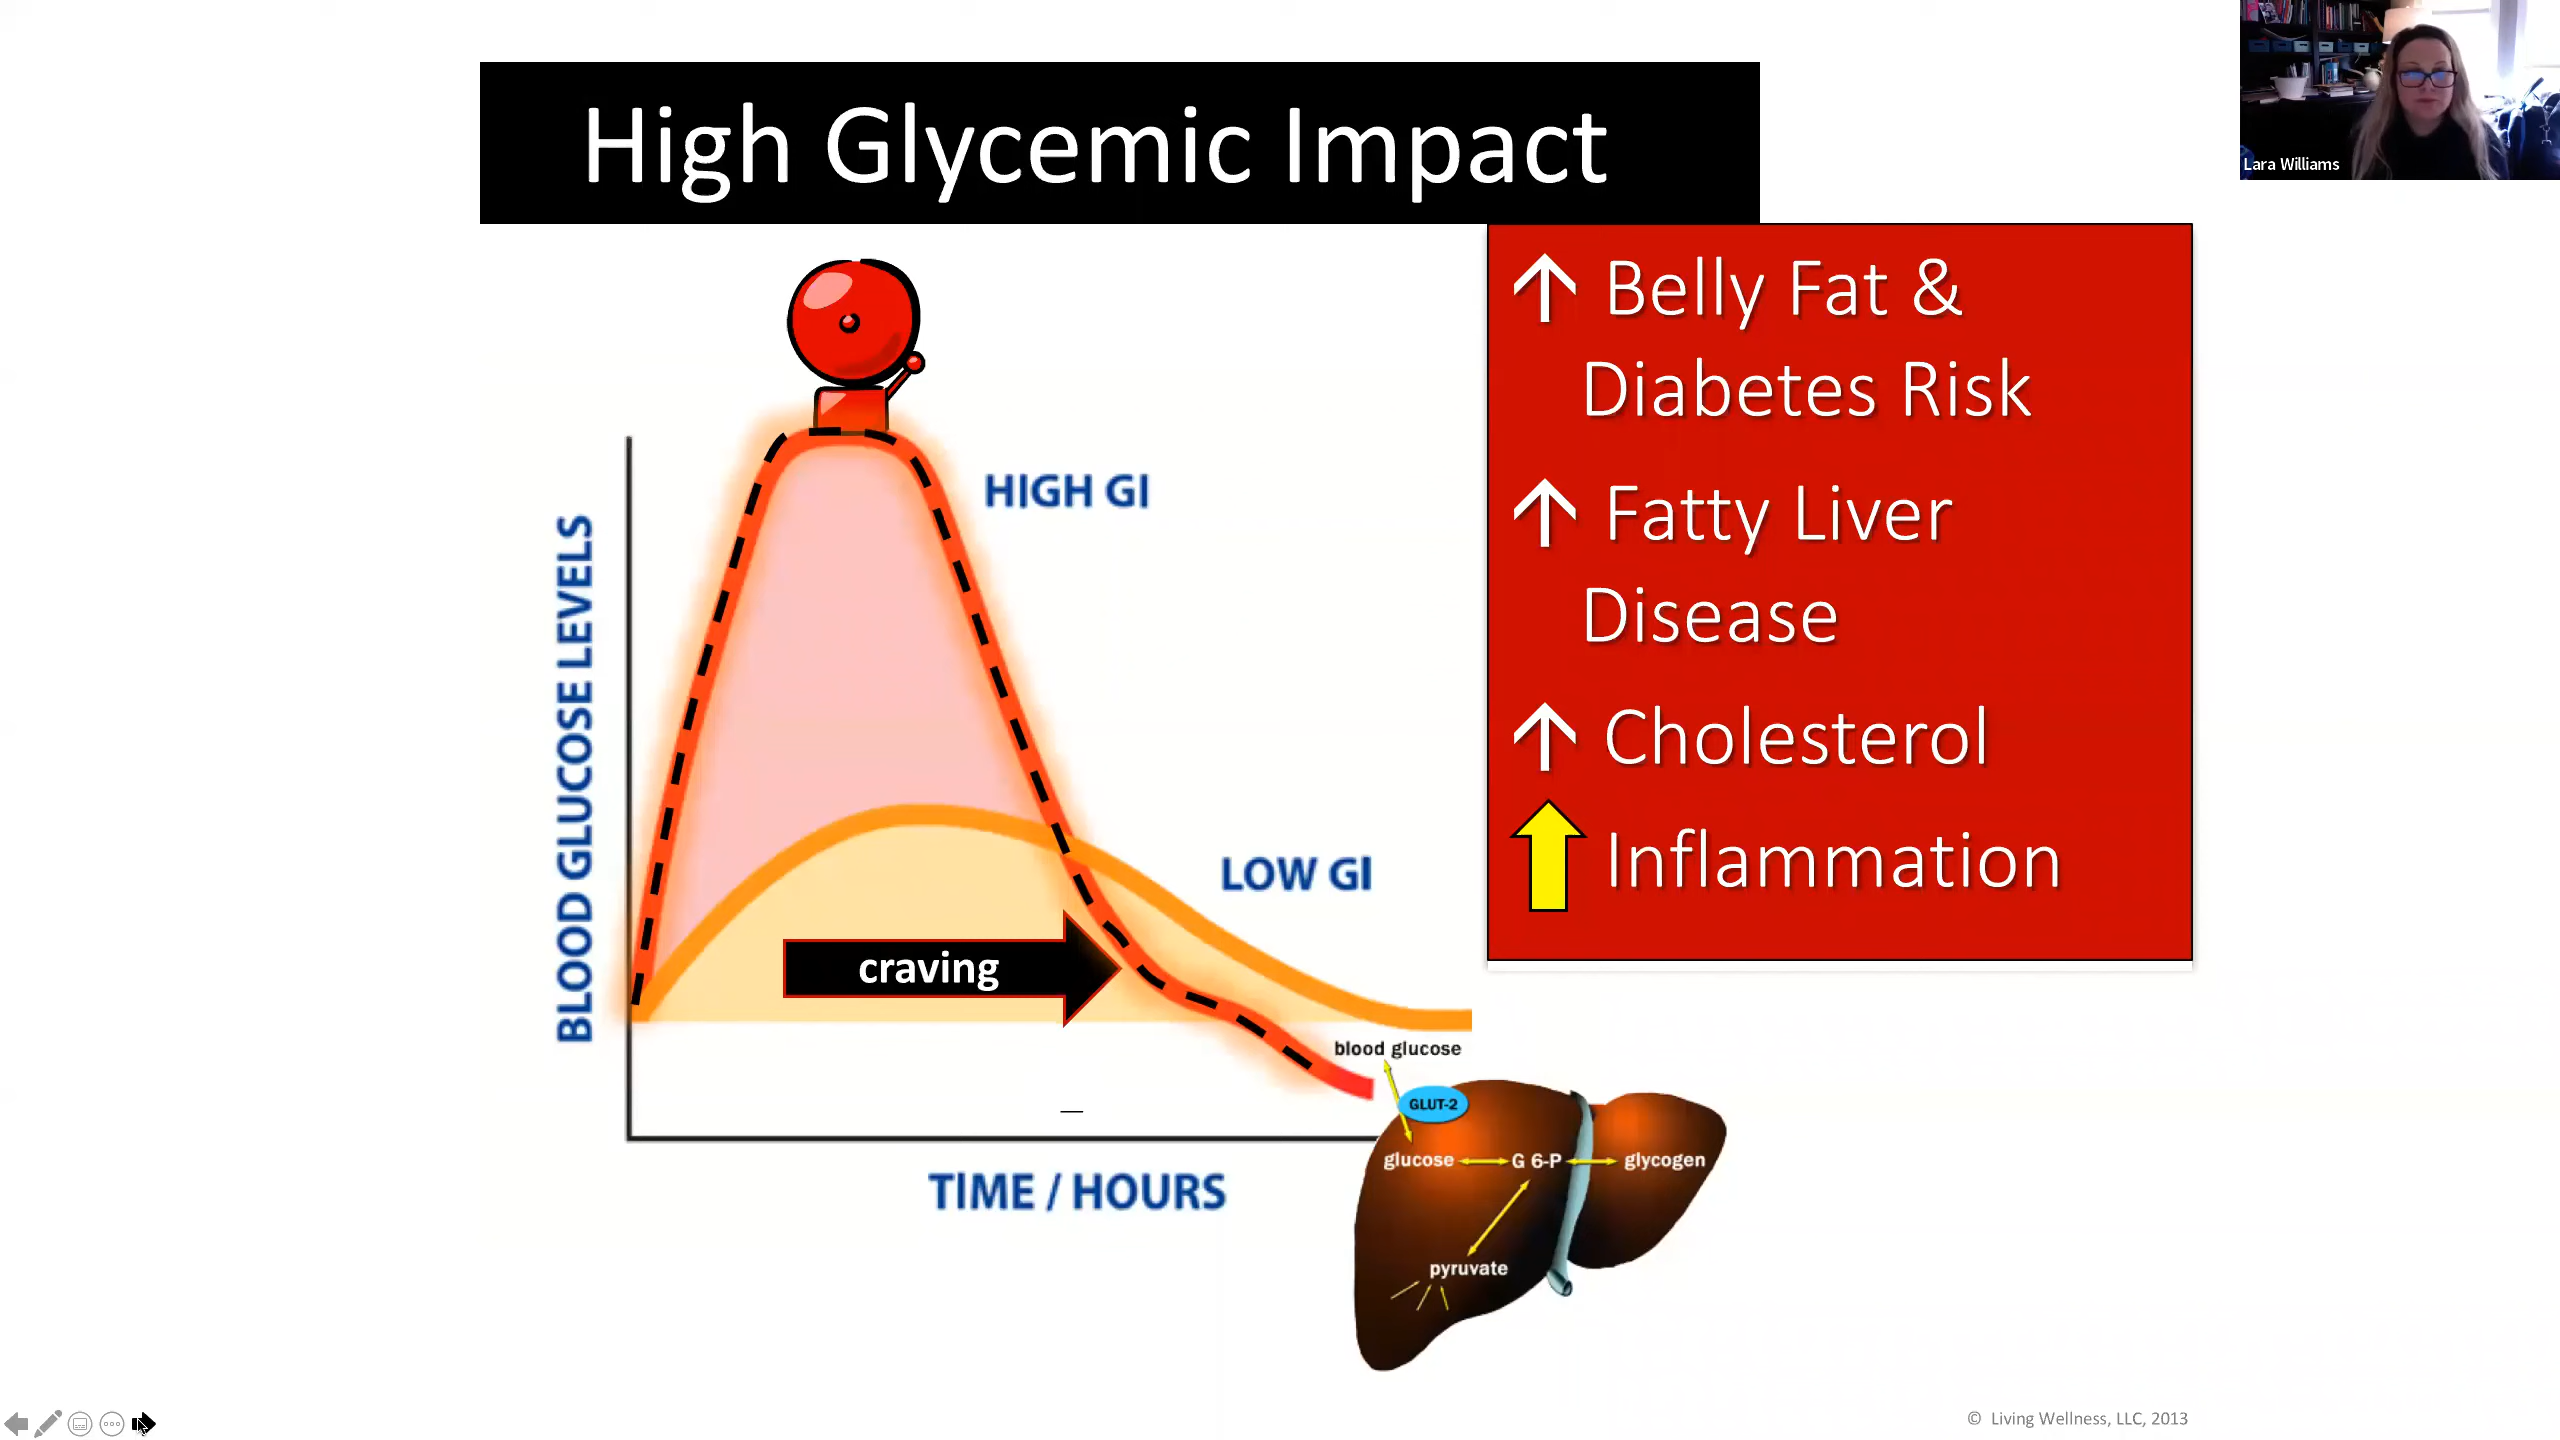 High Glycemic Impact
Lara Williams
↑ Belly Fat &
Diabetes Risk
↑ Fatty Liver
Disease
↑ Cholesterol
Inflammation
HIGH GI
LOW GI
BLOOD GLUCOSE LEVELS
craving
TIME / HOURS
blood glucose
GLUT-2
glucose
G 6-P
glycogen
pyruvate
© Living Wellness, LLC, 2013